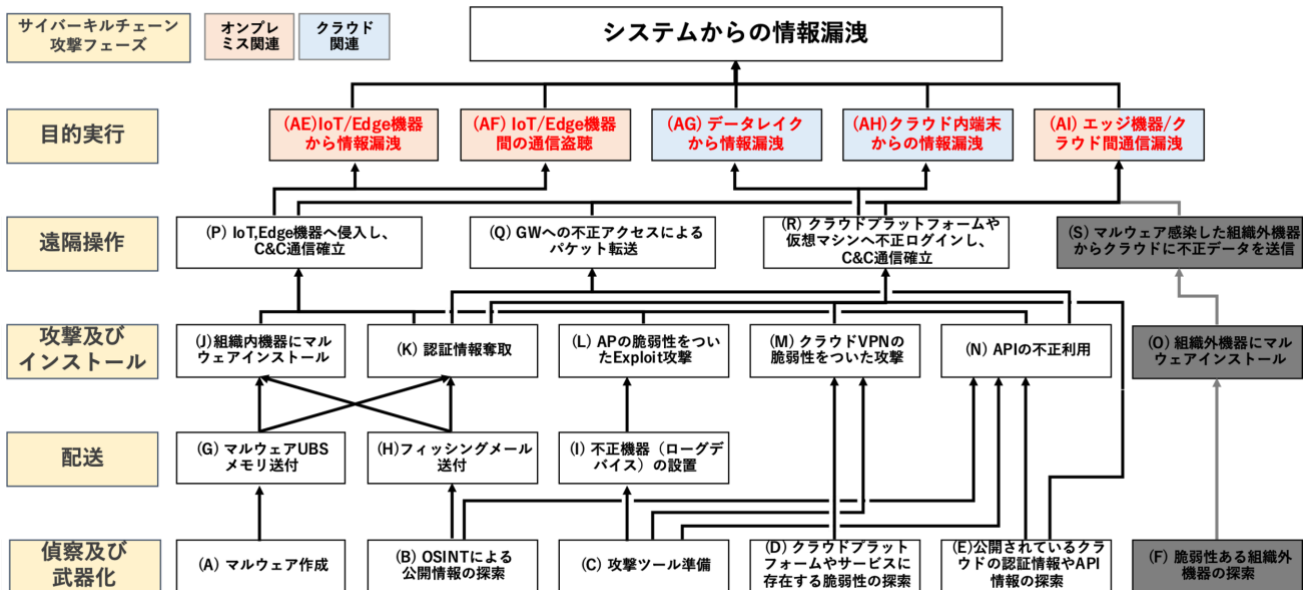 サイバーキルチェーン
攻撃フェーズ
オンプレ
ミス関連
クラウド
関連
システムからの情報漏洩
目的実行
(AE)IoT/Edge機器
から情報漏洩
(AF) IoT/Edge機器
間の通信盗聴
(AG) データレイク
から情報漏洩
(AH)クラウド内端末
からの情報漏洩
(AI) エッジ機器/ク
ラウド間通信漏洩
遠隔操作
(P) IoT,Edge機器へ侵入し、
C&C通信確立
(Q) GWへの不正アクセスによる
パケット転送
(R) クラウドプラットフォームや
仮想マシンへ不正ログインし、
C&C通信確立
(S) マルウェア感染した組織外機器
からクラウドに不正データを送信
攻撃及び
インストール
(J)組織内機器にマル
ウェアインストール
(K) 認証情報奪取
(L) APの脆弱性をつい
たExploit攻撃
(M) クラウドVPNの
脆弱性をついた攻撃
(N) APIの不正利用
(O) 組織外機器にマル
ウェアインストール
配送
(G) マルウェアUBS
メモリ送付
(H)フィッシングメール
送付
(I) 不正機器（ローグデ
バイス）の設置
偵察及び
武器化
(A) マルウェア作成
(B) OSINTによる
公開情報の探索
(C) 攻撃ツール準備
(D) クラウドプラット
フォームやサービスに
存在する脆弱性の探索
(E)公開されているクラ
ウドの認証情報やAPI
情報の探索
(F) 脆弱性ある組織外
機器の探索